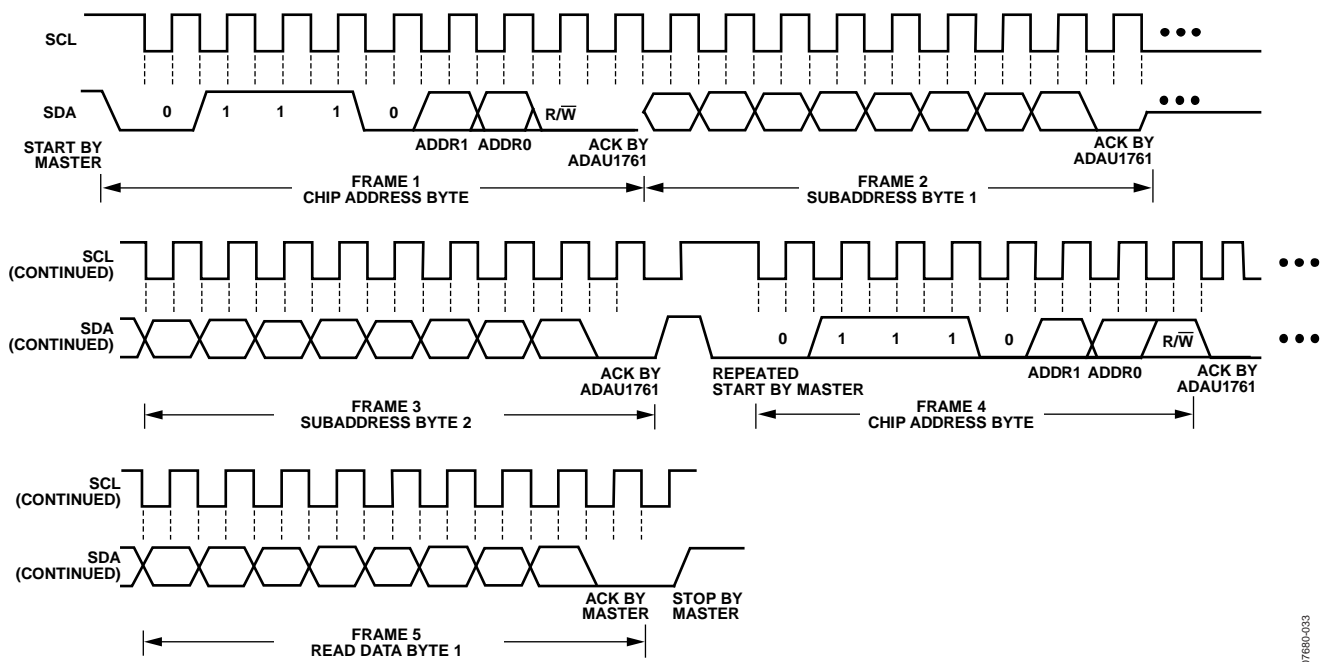 SCL
SDA
0 1 1 1 0 R/W̅
START BY
MASTER
ADDR1 ADDR0
ACK BY
ADAU1761
ACK BY
ADAU1761
FRAME 1
CHIP ADDRESS BYTE
FRAME 2
SUBADDRESS BYTE 1
SCL
(CONTINUED)
SDA
(CONTINUED)
0 1 1 1 0 R/W̅
ACK BY
ADAU1761
REPEATED
START BY MASTER
ADDR1 ADDR0
ACK BY
ADAU1761
FRAME 3
SUBADDRESS BYTE 2
FRAME 4
CHIP ADDRESS BYTE
SCL
(CONTINUED)
SDA
(CONTINUED)
ACK BY
MASTER
STOP BY
MASTER
FRAME 5
READ DATA BYTE 1
07680-033